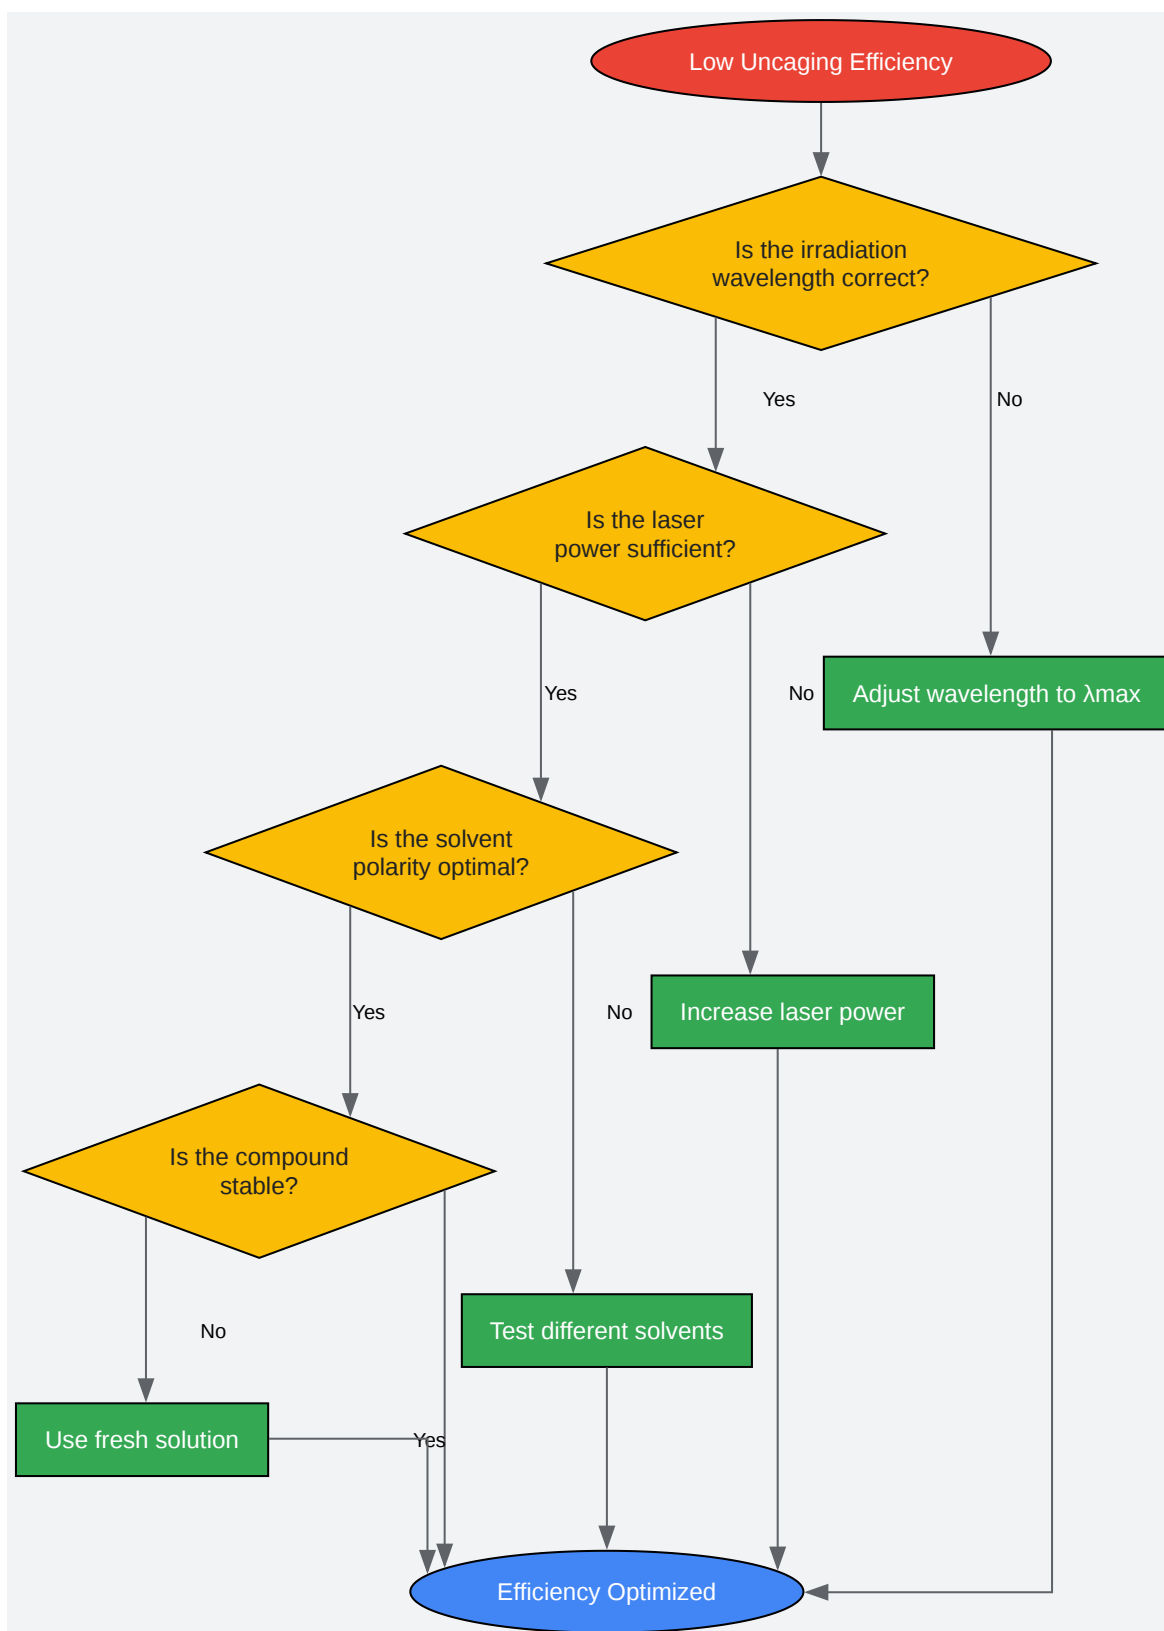 Low Uncaging Efficiency
Is the irradiation
wavelength correct?
Yes
No
Is the laser
power sufficient?
Yes
No
Adjust wavelength to λmax
Is the solvent
polarity optimal?
Yes
No
Increase laser power
Is the compound
stable?
No
Test different solvents
Use fresh solution
Yes
Efficiency Optimized